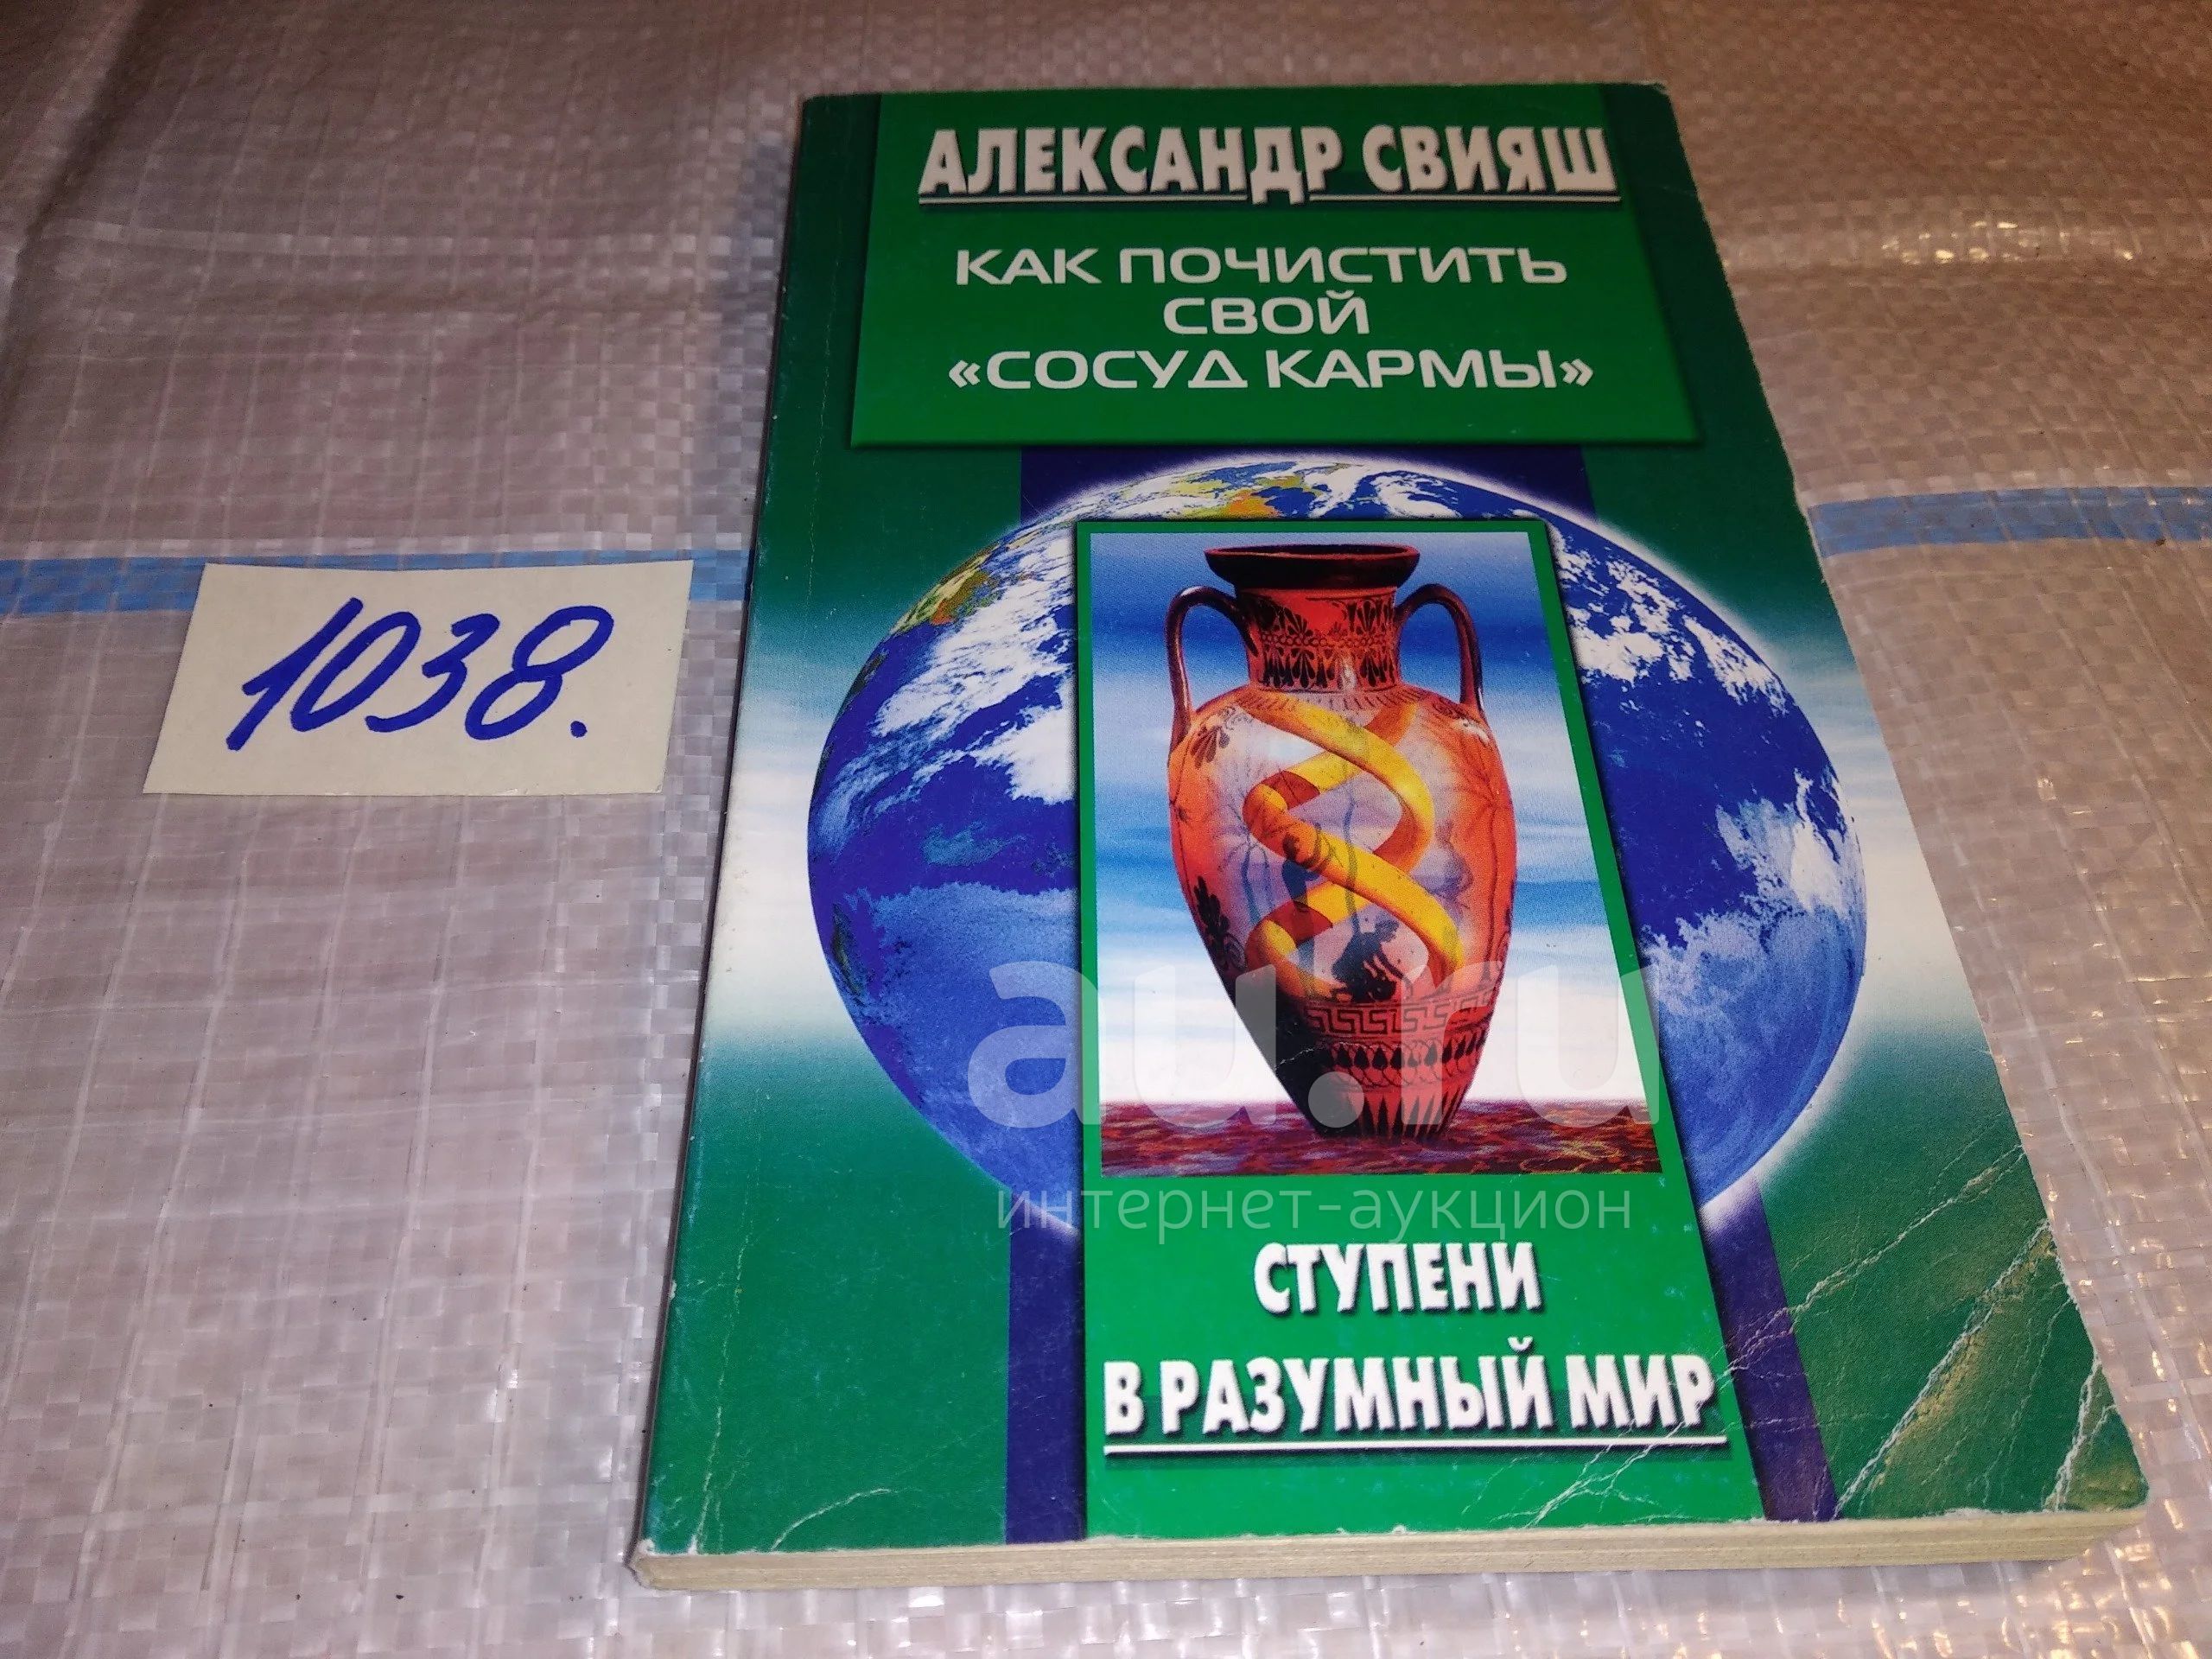 АЛЕКСАНДР СВИЯШ
КАК ПОЧИСТИТЬ
СВОЙ
«СОСУД КАРМЫ»
1038.
au.ru
интернет-аукцион
СТУПЕНИ
В РАЗУМНЫЙ МИР